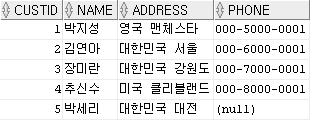 CUSTID NAME ADDRESS PHONE
1 박지성 영국 맨체스타 000-5000-0001
2 김연아 대한민국 서울 000-6000-0001
3 장미란 대한민국 강원도 000-7000-0001
4 추신수 미국 클리블랜드 000-8000-0001
5 박세리 대한민국 대전 (null)